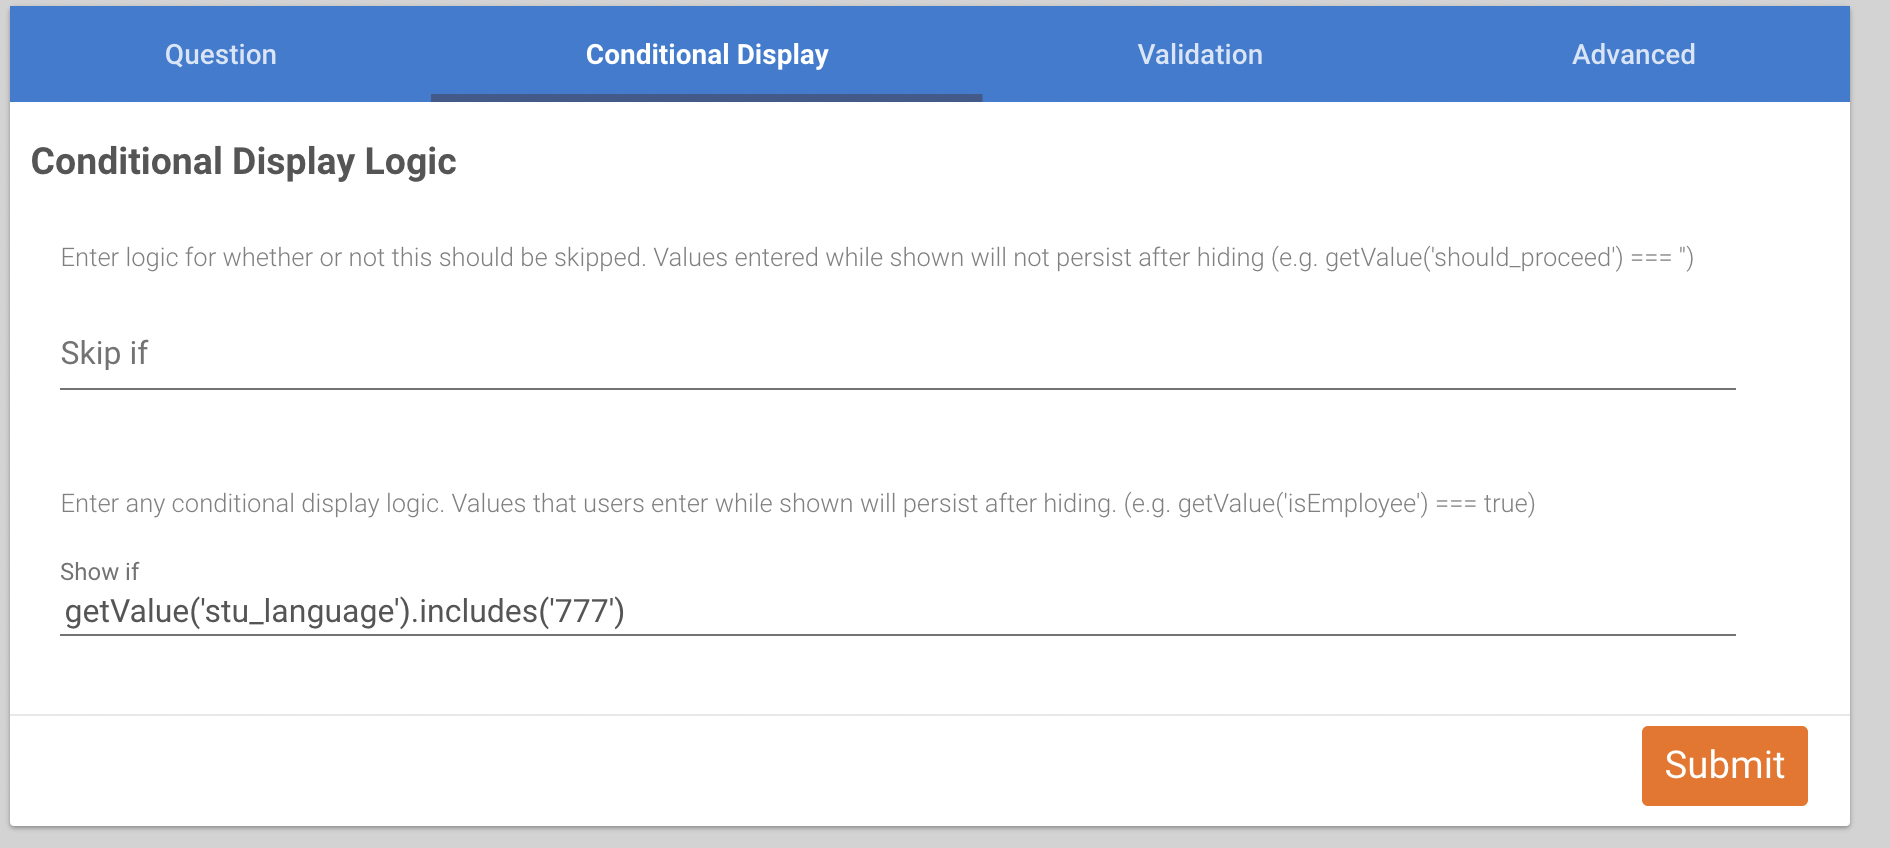 Question Conditional Display Validation Advanced
Conditional Display Logic
Enter logic for whether or not this should be skipped. Values entered while shown will not persist after hiding (e.g. getValue('should_proceed') === '')
Skip if
Enter any conditional display logic. Values that users enter while shown will persist after hiding. (e.g. getValue('isEmployee') === true)
Show if
getValue('stu_language').includes('777')
Submit